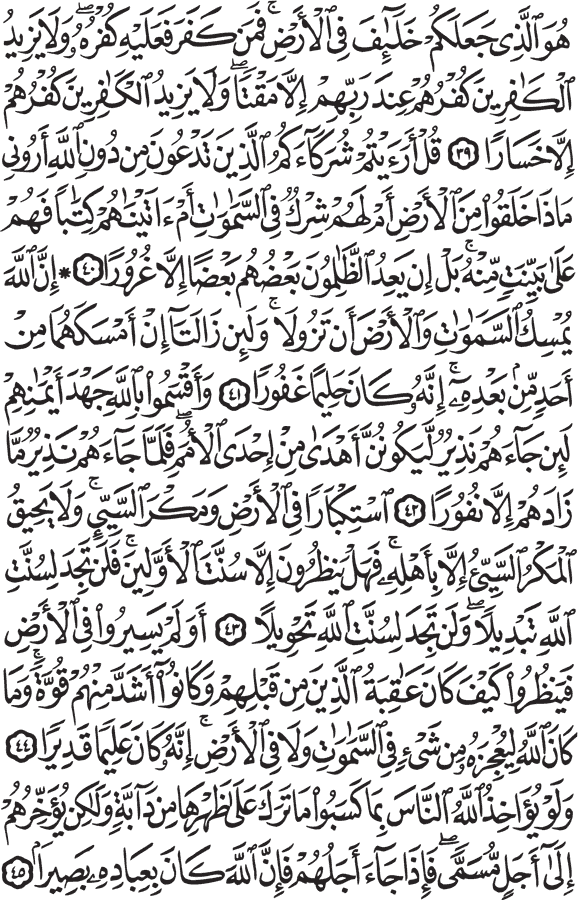 هُوَ ٱلَّذِى جَعَلَكُمْ خَلَـٰٓئِفَ فِى ٱلْأَرْضِ ۚ فَمَن كَفَرَ فَعَلَيْهِ كُفْرُهُۥ ۖ وَلَا يَزِيدُ
ٱلْكَـٰفِرِينَ كُفْرُهُمْ عِندَ رَبِّهِمْ إِلَّا مَقْتًا ۖ وَلَا يَزِيدُ ٱلْكَـٰفِرِينَ كُفْرُهُمْ
إِلَّا خَسَارًا ٣٩ قُلْ أَرَءَيْتُمْ شُرَكَآءَكُمُ ٱلَّذِينَ تَدْعُونَ مِن دُونِ ٱللَّهِ أَرُونِى
مَاذَا خَلَقُوا۟ مِنَ ٱلْأَرْضِ أَمْ لَهُمْ شِرْكٌ فِى ٱلسَّمَـٰوَٰتِ أَمْ ءَاتَيْنَـٰهُمْ كِتَـٰبًا فَهُمْ
عَلَىٰ بَيِّنَتٍ مِّنْهُ ۚ بَلْ إِن يَعِدُ ٱلظَّـٰلِمُونَ بَعْضُهُم بَعْضًا إِلَّا غُرُورًا ٤٠ * إِنَّ ٱللَّهَ
يُمْسِكُ ٱلسَّمَـٰوَٰتِ وَٱلْأَرْضَ أَن تَزُولَا ۚ وَلَئِن زَالَتَآ إِنْ أَمْسَكَهُمَا مِنْ
أَحَدٍ مِّنۢ بَعْدِهِۦٓ ۚ إِنَّهُۥ كَانَ حَلِيمًا غَفُورًا ٤١ وَأَقْسَمُوا۟ بِٱللَّهِ جَهْدَ أَيْمَـٰنِهِمْ
لَئِن جَآءَهُمْ نَذِيرٌ لَّيَكُونُنَّ أَهْدَىٰ مِنْ إِحْدَى ٱلْأُمَمِ ۖ فَلَمَّا جَآءَهُمْ نَذِيرٌ مَّا
زَادَهُمْ إِلَّا نُفُورًا ٤٢ ٱسْتِكْبَارًا فِى ٱلْأَرْضِ وَمَكْرَ ٱلسَّيِّئِ ۚ وَلَا يَحِيقُ
ٱلْمَكْرُ ٱلسَّيِّئُ إِلَّا بِأَهْلِهِۦ ۚ فَهَلْ يَنظُرُونَ إِلَّا سُنَّتَ ٱلْأَوَّلِينَ ۚ فَلَن تَجِدَ لِسُنَّتِ
ٱللَّهِ تَبْدِيلًا ۖ وَلَن تَجِدَ لِسُنَّتِ ٱللَّهِ تَحْوِيلًا ٤٣ أَوَلَمْ يَسِيرُوا۟ فِى ٱلْأَرْضِ
فَيَنظُرُوا۟ كَيْفَ كَانَ عَـٰقِبَةُ ٱلَّذِينَ مِن قَبْلِهِمْ وَكَانُوٓا۟ أَشَدَّ مِنْهُمْ قُوَّةً ۚ وَمَا
كَانَ ٱللَّهُ لِيُعْجِزَهُۥ مِن شَىْءٍ فِى ٱلسَّمَـٰوَٰتِ وَلَا فِى ٱلْأَرْضِ ۚ إِنَّهُۥ كَانَ عَلِيمًا قَدِيرًا ٤٤
وَلَوْ يُؤَاخِذُ ٱللَّهُ ٱلنَّاسَ بِمَا كَسَبُوا۟ مَا تَرَكَ عَلَىٰ ظَهْرِهَا مِن دَآبَّةٍ وَلَـٰكِن يُؤَخِّرُهُمْ
إِلَىٰٓ أَجَلٍ مُّسَمًّى ۖ فَإِذَا جَآءَ أَجَلُهُمْ فَإِنَّ ٱللَّهَ كَانَ بِعِبَادِهِۦ بَصِيرًۢا ٤٥